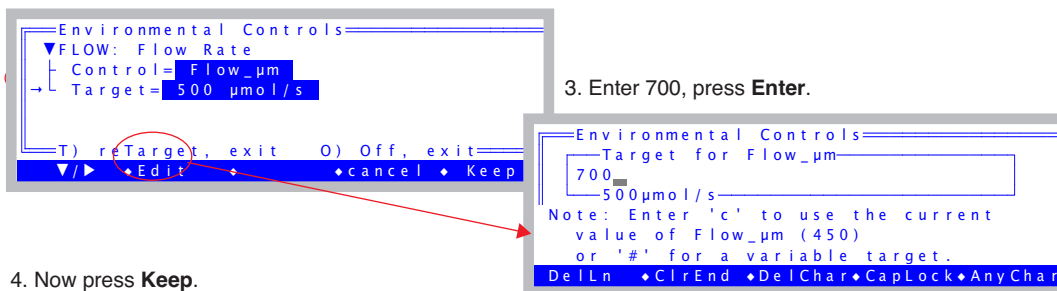 Environmental Controls
▼FLOW: Flow Rate
Control= Flow_µm
→ Target= 500 µmol/s
T) reTarget, exit O) Off, exit
▼/▶ ◆Edit ◆ ◆cancel ◆ Keep
3. Enter 700, press Enter.
Environmental Controls
Target for Flow_µm
700_
500µmol/s
Note: Enter 'c' to use the current
value of Flow_µm (450)
or '#' for a variable target.
DelLn ◆ClrEnd ◆DelChar◆CapLock◆AnyChar
4. Now press Keep.